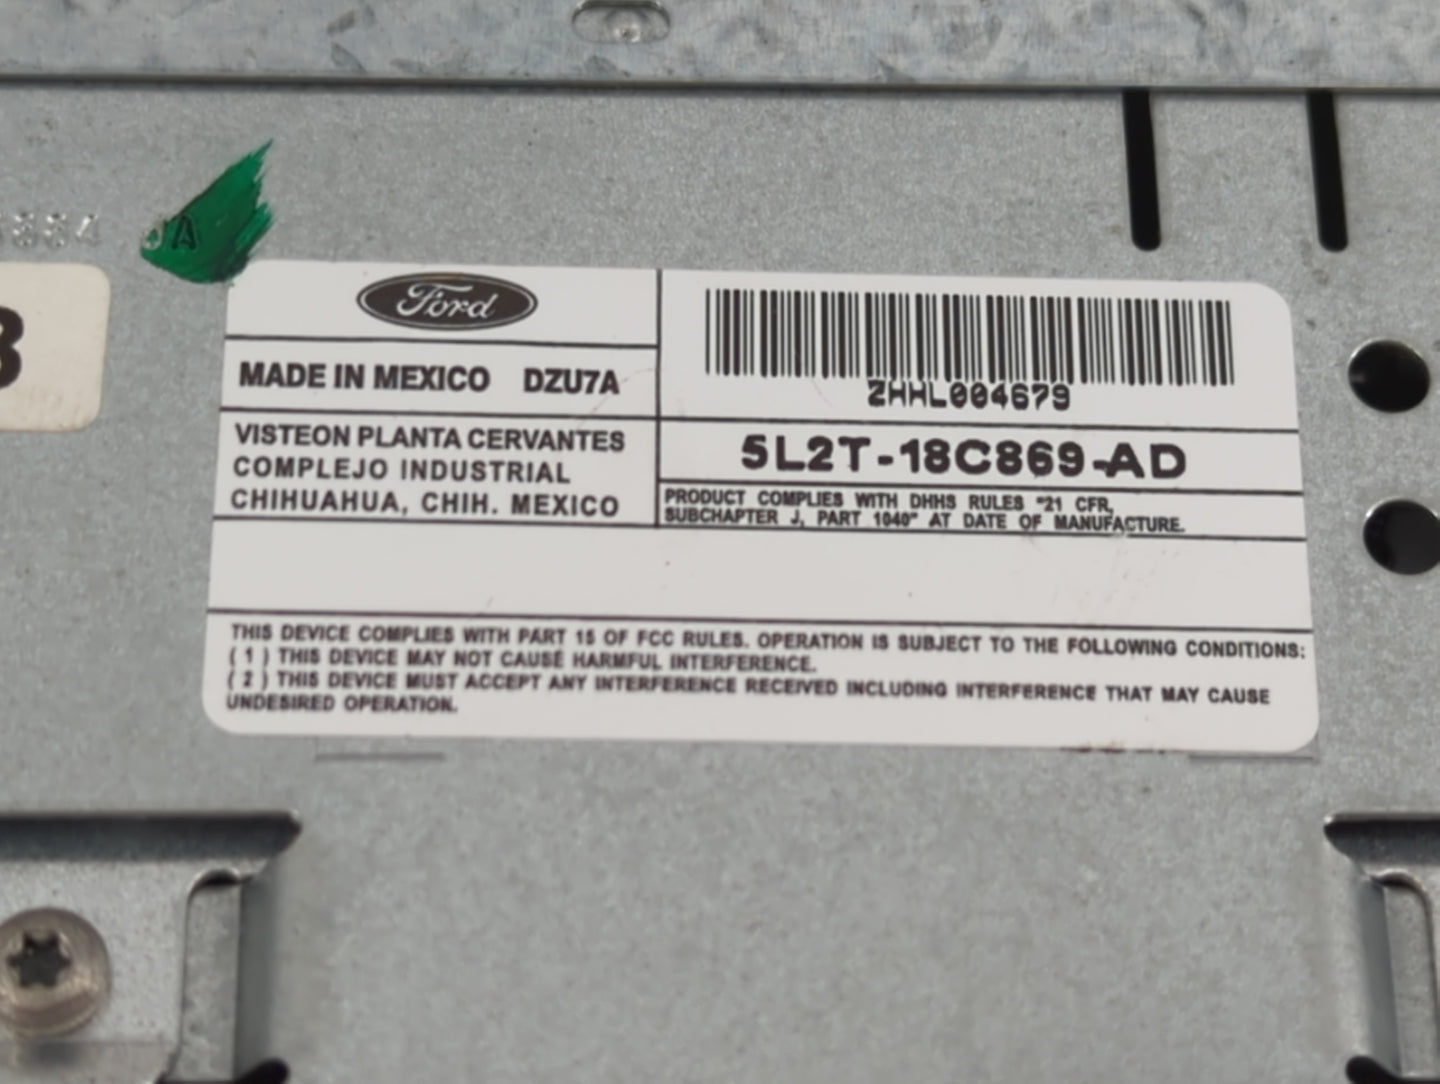 A
3
Ford
MADE IN MEXICO DZU7A
VISTEON PLANTA CERVANTES
COMPLEJO INDUSTRIAL
CHIHUAHUA, CHIH. MEXICO
ZHHL004679
5L2T-18C869-AD
PRODUCT COMPLIES WITH DHHS RULES "21 CFR,
SUBCHAPTER J, PART 1040" AT DATE OF MANUFACTURE.
THIS DEVICE COMPLIES WITH PART 15 OF FCC RULES. OPERATION IS SUBJECT TO THE FOLLOWING CONDITIONS:
( 1 ) THIS DEVICE MAY NOT CAUSE HARMFUL INTERFERENCE.
( 2 ) THIS DEVICE MUST ACCEPT ANY INTERFERENCE RECEIVED INCLUDING INTERFERENCE THAT MAY CAUSE
UNDESIRED OPERATION.